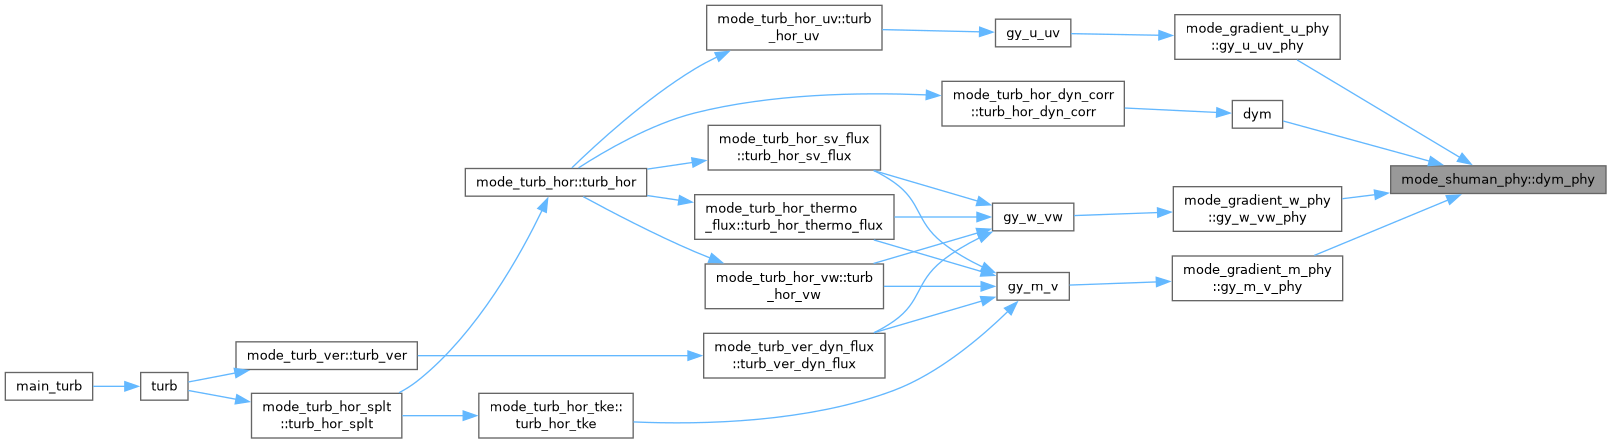 mode_turb_hor_uv::turb
_hor_uv
gy_u_uv
mode_gradient_u_phy
::gy_u_uv_phy
mode_turb_hor_dyn_corr
::turb_hor_dyn_corr
dym
mode_turb_hor_sv_flux
::turb_hor_sv_flux
mode_turb_hor::turb_hor
mode_shuman_phy::dym_phy
mode_turb_hor_thermo
_flux::turb_hor_thermo_flux
gy_w_vw
mode_gradient_w_phy
::gy_w_vw_phy
mode_turb_hor_vw::turb
_hor_vw
gy_m_v
mode_gradient_m_phy
::gy_m_v_phy
mode_turb_ver::turb_ver
mode_turb_ver_dyn_flux
::turb_ver_dyn_flux
main_turb
turb
mode_turb_hor_splt
::turb_hor_splt
mode_turb_hor_tke::
turb_hor_tke